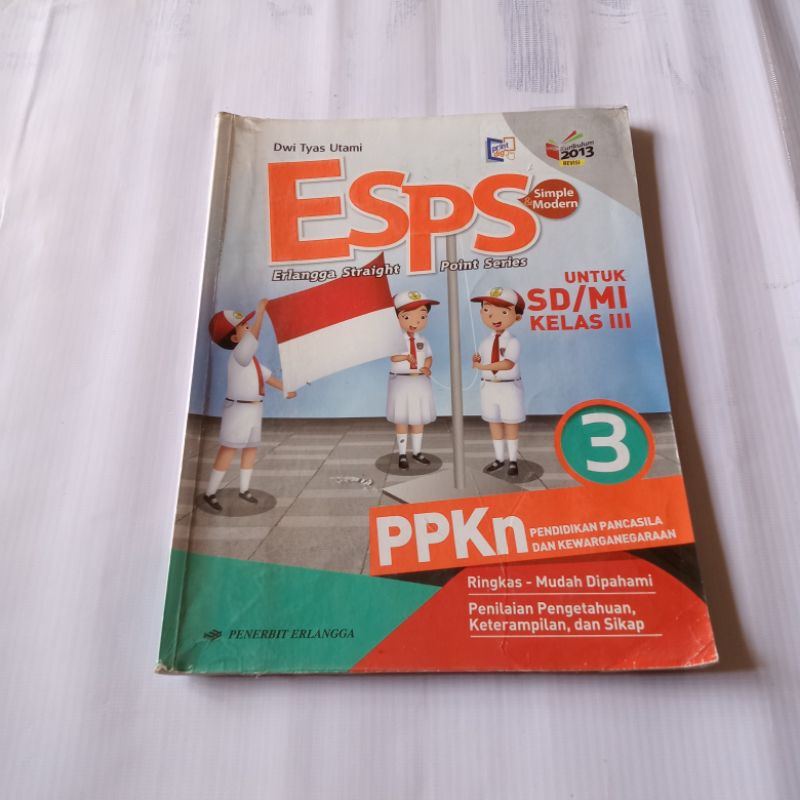 Dwi Tyas Utami
print
Kurikulum
2013
REVISI
ESPS
Simple
& Modern
Erlangga Straight Point Series
UNTUK
SD/MI
KELAS III
3
PPKn
PENDIDIKAN PANCASILA
DAN KEWARGANEGARAAN
Ringkas - Mudah Dipahami
Penilaian Pengetahuan,
Keterampilan, dan Sikap
PENERBIT ERLANGGA